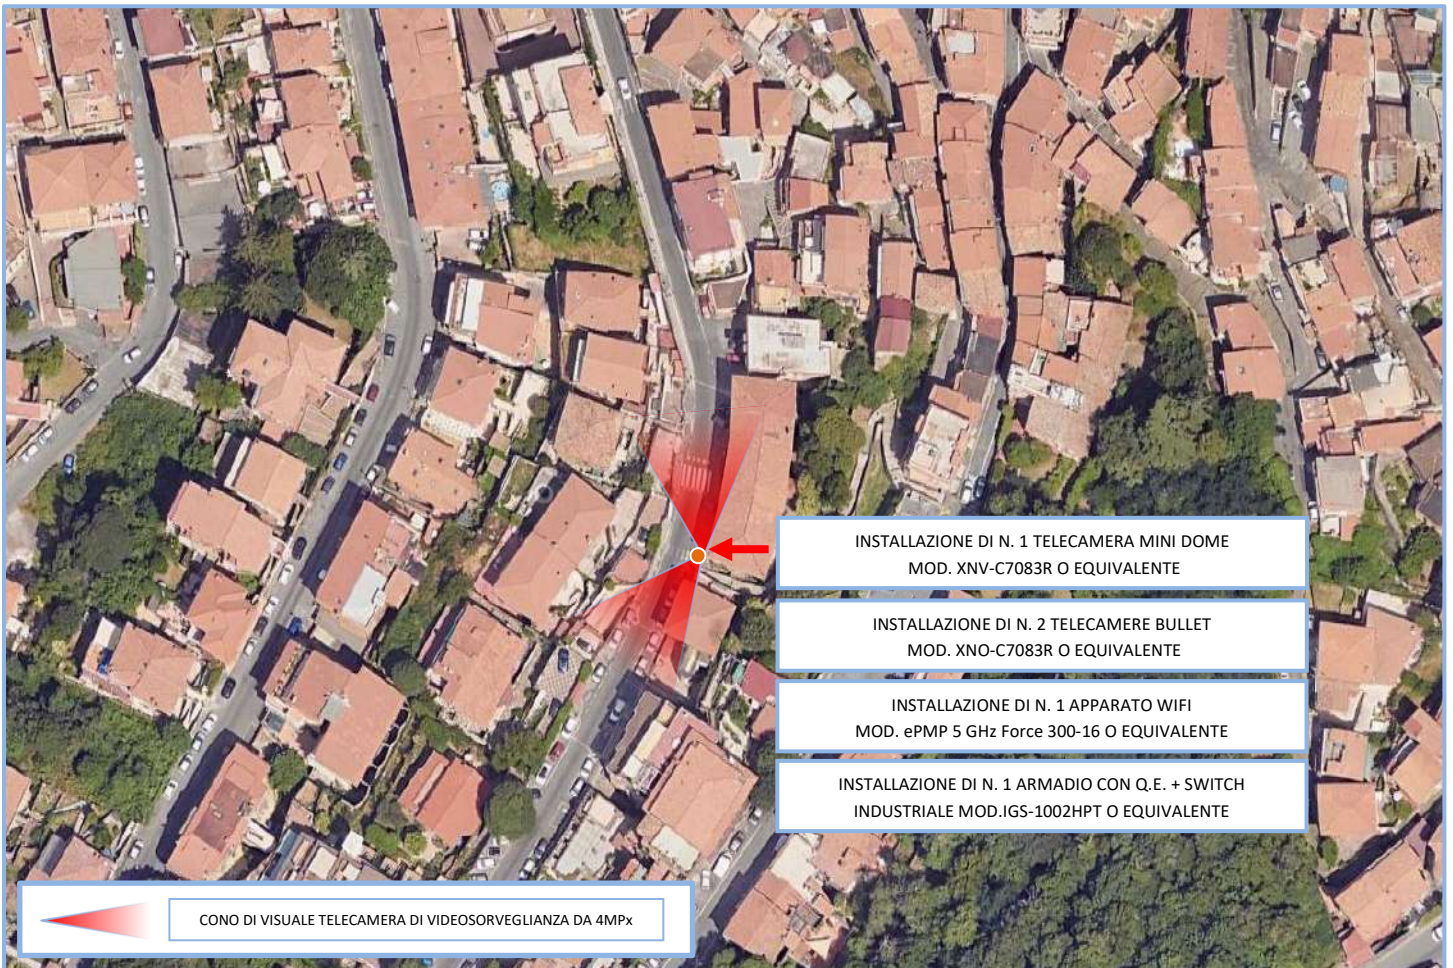 INSTALLAZIONE DI N. 1 TELECAMERA MINI DOME
MOD. XNV-C7083R O EQUIVALENTE
INSTALLAZIONE DI N. 2 TELECAMERE BULLET
MOD. XNO-C7083R O EQUIVALENTE
INSTALLAZIONE DI N. 1 APPARATO WIFI
MOD. ePMP 5 GHz Force 300-16 O EQUIVALENTE
INSTALLAZIONE DI N. 1 ARMADIO CON Q.E. + SWITCH
INDUSTRIALE MOD.IGS-1002HPT O EQUIVALENTE
CONO DI VISUALE TELECAMERA DI VIDEOSORVEGLIANZA DA 4MPx